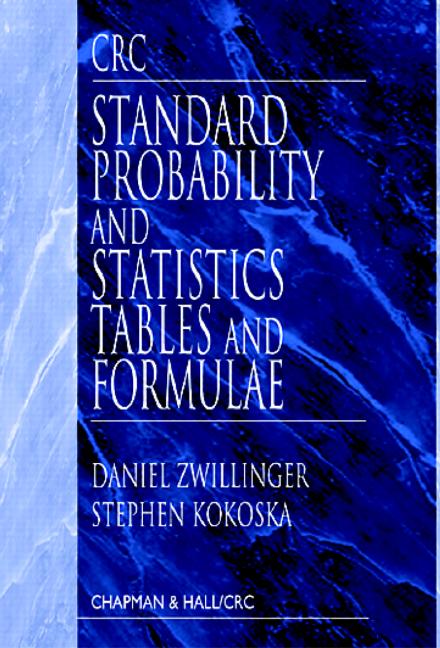 CRC
STANDARD
PROBABILITY
AND
STATISTICS
TABLES AND
FORMULAE
DANIEL ZWILLINGER
STEPHEN KOKOSKA
CHAPMAN & HALL/CRC